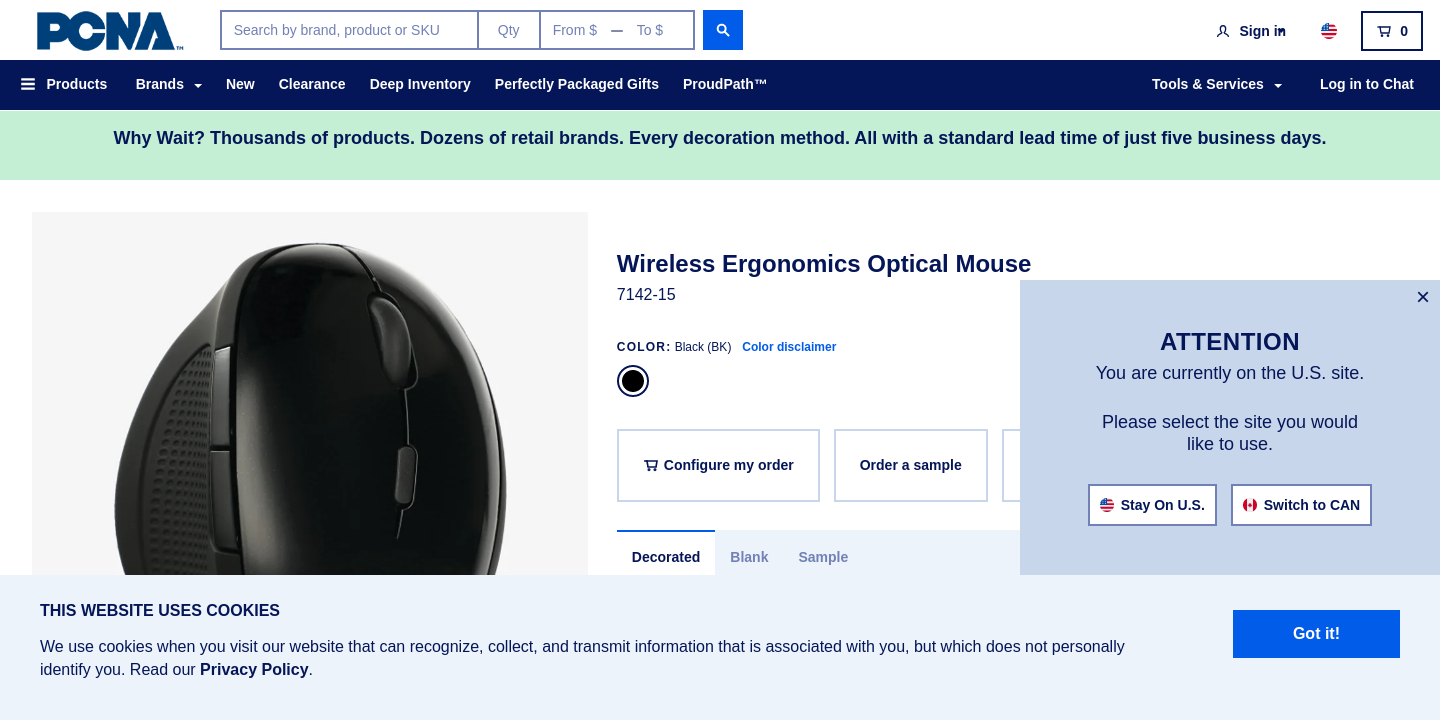 PCNA™
Search by brand, product or SKU
Qty
From $ — To $
Sign in
0
Products
Brands
New
Clearance
Deep Inventory
Perfectly Packaged Gifts
ProudPath™
Tools & Services
Log in to Chat
Why Wait? Thousands of products. Dozens of retail brands. Every decoration method. All with a standard lead time of just five business days.
Wireless Ergonomics Optical Mouse
7142-15
COLOR: Black (BK) Color disclaimer
Configure my order
Order a sample
Decorated
Blank
Sample
×
ATTENTION
You are currently on the U.S. site.
Please select the site you would
like to use.
Stay On U.S.
Switch to CAN
THIS WEBSITE USES COOKIES
We use cookies when you visit our website that can recognize, collect, and transmit information that is associated with you, but which does not personally
identify you. Read our Privacy Policy.
Got it!